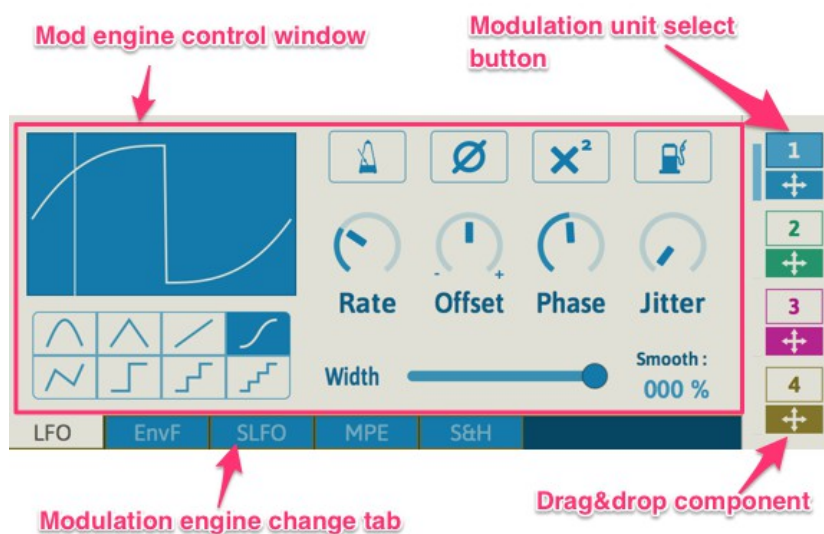 Mod engine control window
Modulation unit select
button
1
2
3
4
- +
Rate Offset Phase Jitter
Width
Smooth :
000 %
LFO EnvF SLFO MPE S&H
Modulation engine change tab
Drag&drop component